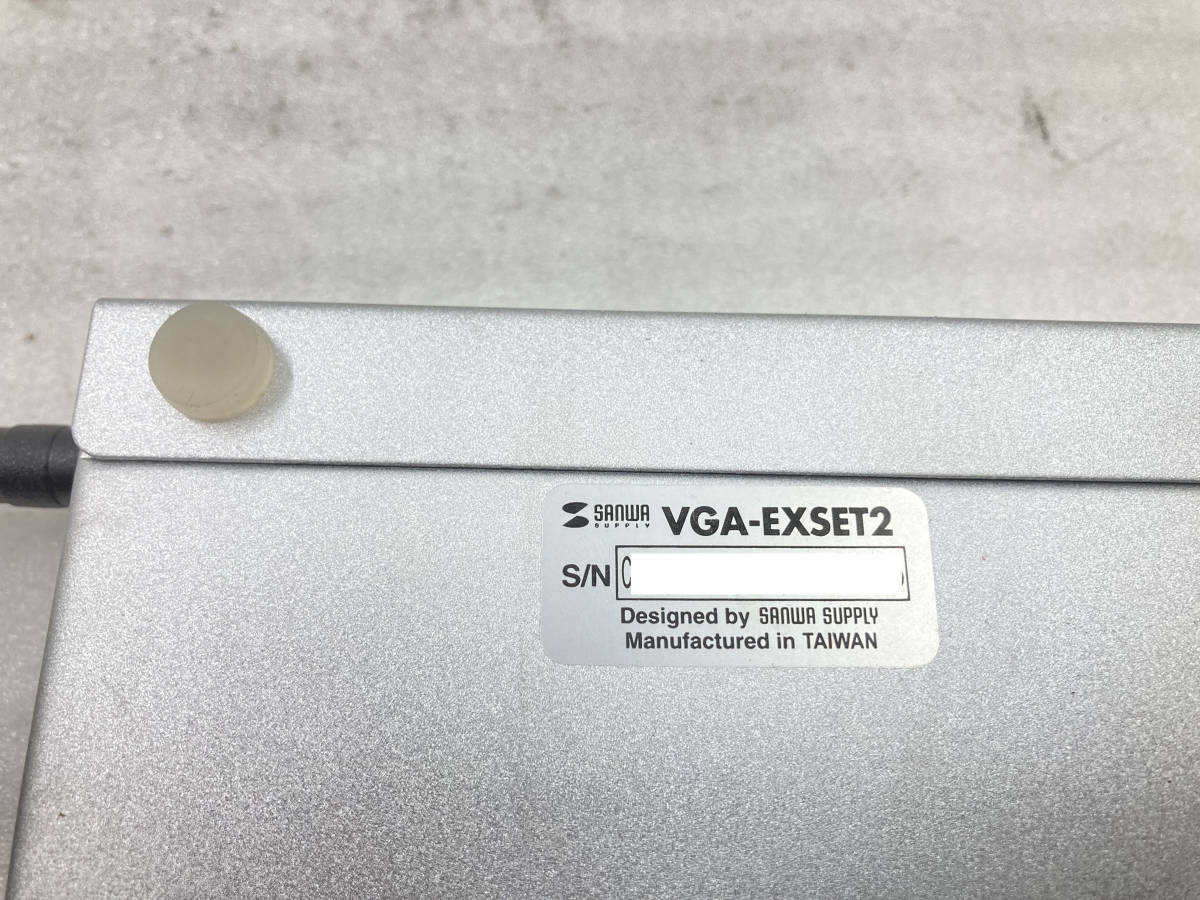 SANWA SUPPLY VGA-EXSET2
S/N
Designed by SANWA SUPPLY
Manufactured in TAIWAN